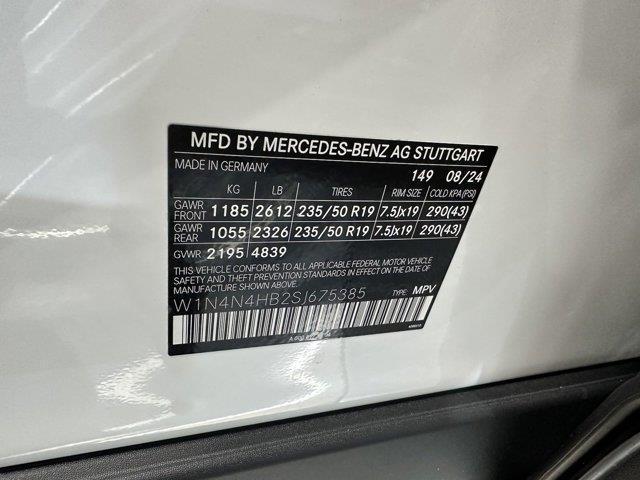 MFD BY MERCEDES-BENZ AG STUTTGART
MADE IN GERMANY 149 08/24
KG LB TIRES RIM SIZE COLD KPA(PSI)
GAWR FRONT 1185 2612 235/50 R19 7.5Jx19 290(43)
GAWR REAR 1055 2326 235/50 R19 7.5Jx19 290(43)
GVWR 2195 4839
THIS VEHICLE CONFORMS TO ALL APPLICABLE FEDERAL MOTOR VEHICLE
SAFETY AND THEFT PREVENTION STANDARDS IN EFFECT ON THE DATE OF
MANUFACTURE SHOWN ABOVE.
W1N4N4HB2SJ675385 TYPE: MPV